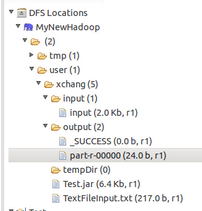 DFS Locations
MyNewHadoop
(2)
tmp (1)
user (1)
xchang (5)
input (1)
input (2.0 Kb, r1)
output (2)
_SUCCESS (0.0 b, r1)
part-r-00000 (24.0 b, r1)
tempDir (0)
Test.jar (6.4 Kb, r1)
TextFileInput.txt (217.0 b, r1)